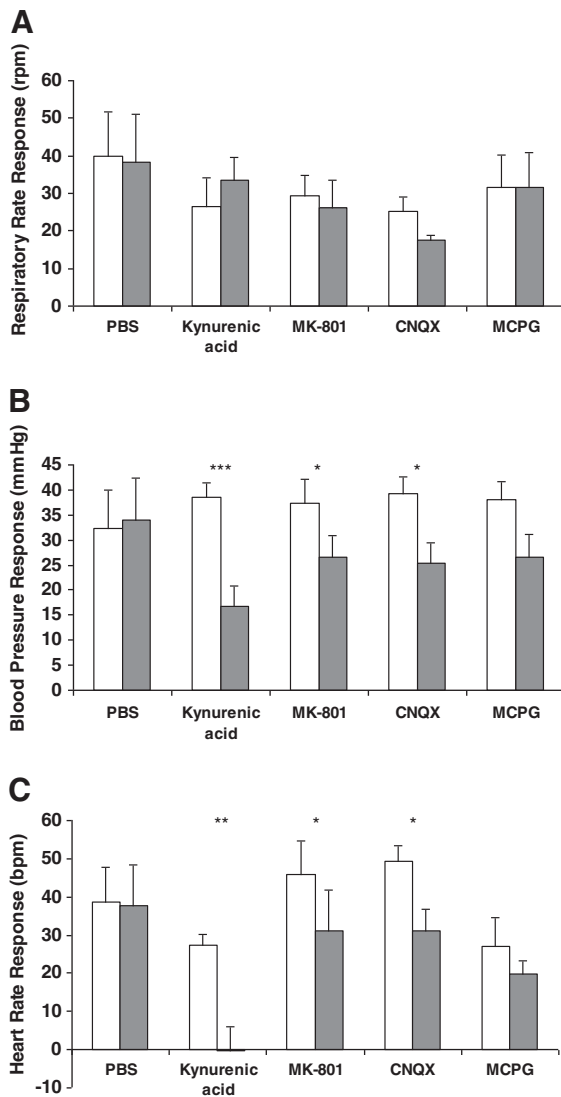 A
Respiratory Rate Response (rpm)
60
50
40
30
20
10
0
PBS
Kynurenic
acid
MK-801
CNQX
MCPG
B
Blood Pressure Response (mmHg)
45
40
35
30
25
20
15
10
5
0
***
*
*
PBS
Kynurenic
acid
MK-801
CNQX
MCPG
C
Heart Rate Response (bpm)
60
50
40
30
20
10
0
-10
**
*
*
PBS
Kynurenic
acid
MK-801
CNQX
MCPG